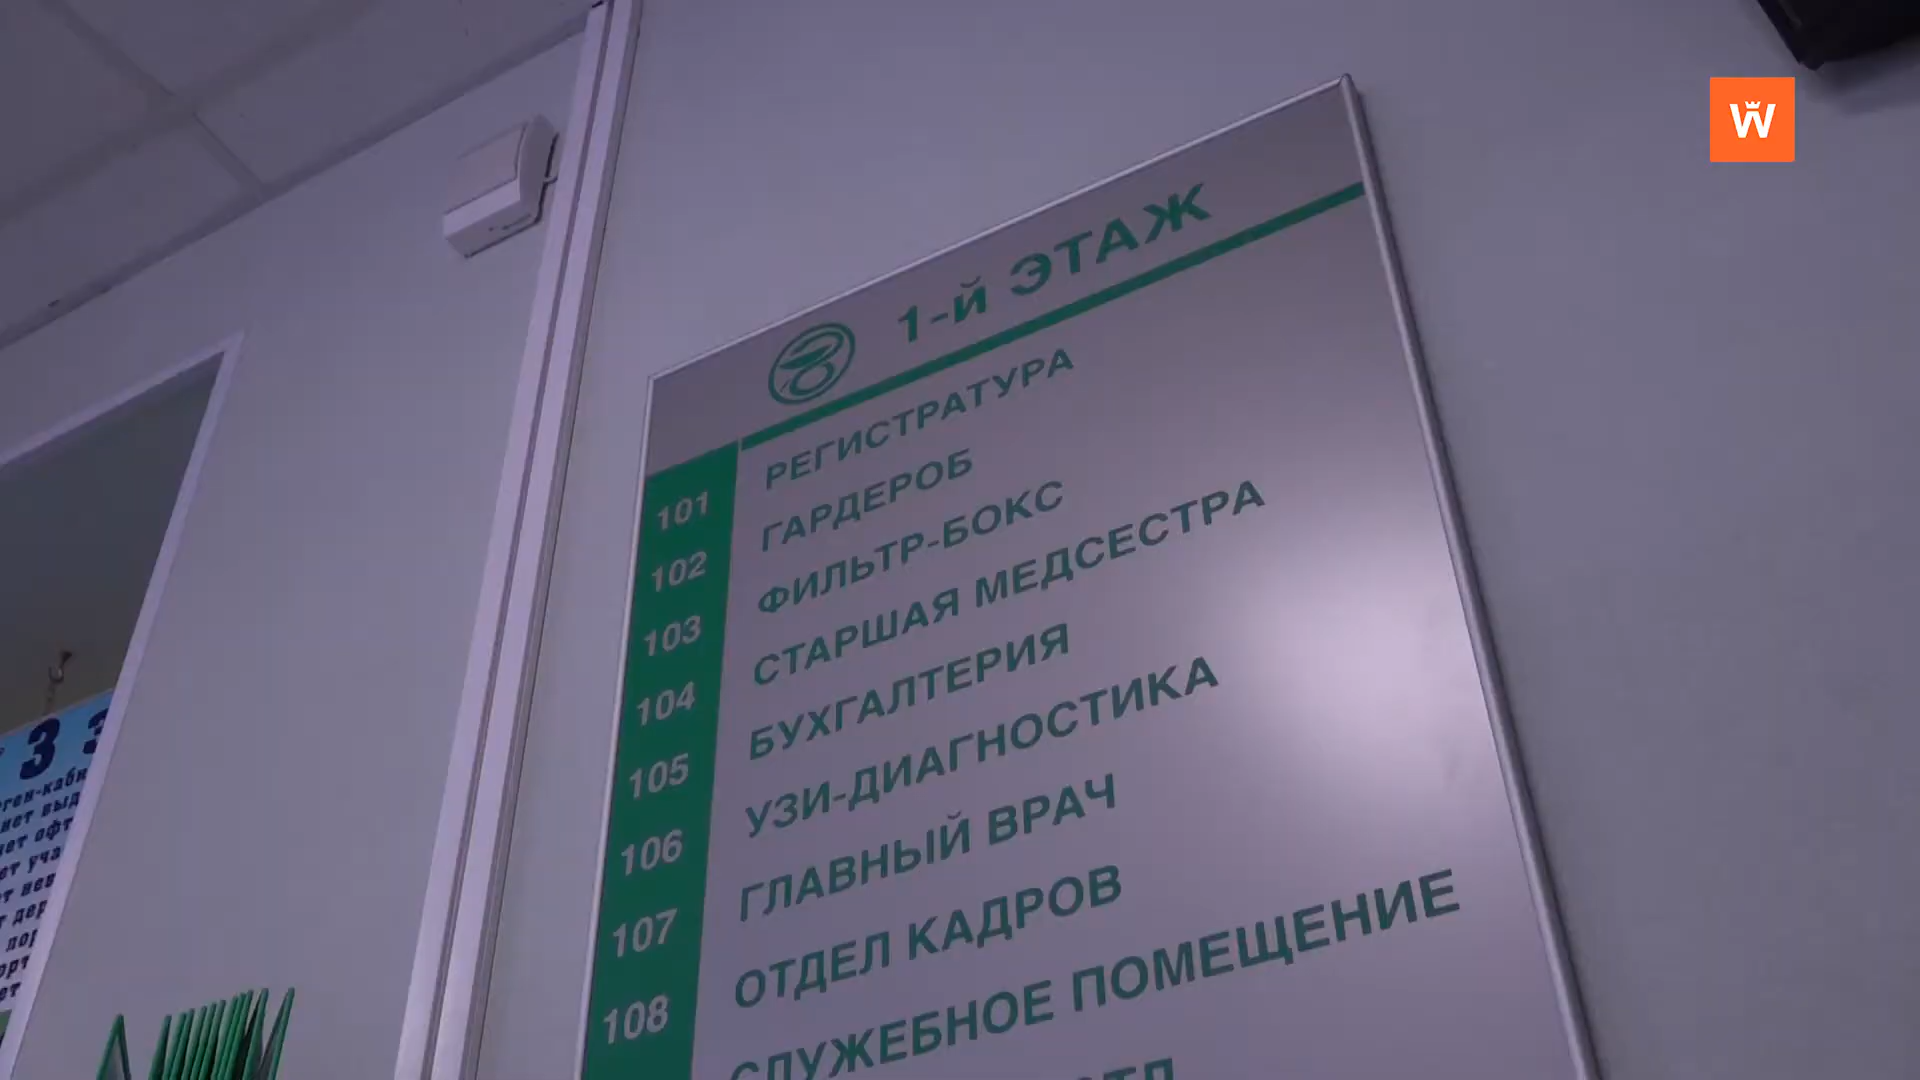 W
1-й ЭТАЖ
РЕГИСТРАТУРА
101 ГАРДЕРОБ
102 ФИЛЬТР-БОКС
103 СТАРШАЯ МЕДСЕСТРА
104 БУХГАЛТЕРИЯ
105 УЗИ-ДИАГНОСТИКА
106 ГЛАВНЫЙ ВРАЧ
107 ОТДЕЛ КАДРОВ
108 СЛУЖЕБНОЕ ПОМЕЩЕНИЕ
3